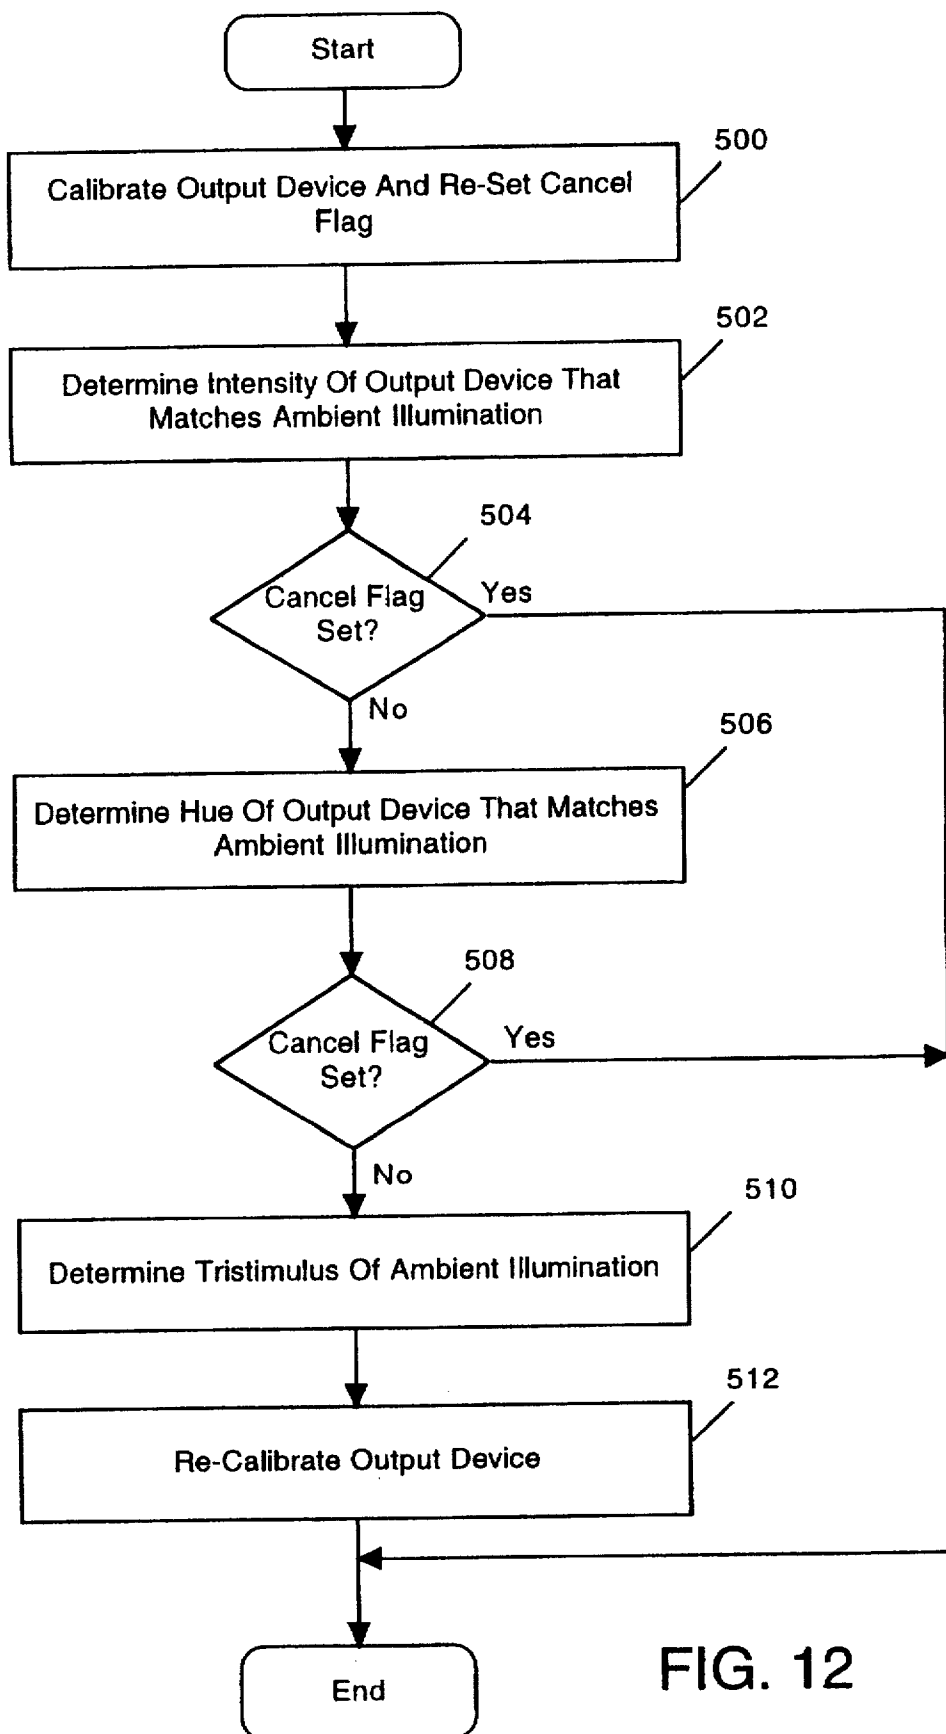 Start
500
Calibrate Output Device And Re-Set Cancel
Flag
502
Determine Intensity Of Output Device That
Matches Ambient Illumination
504
Cancel Flag
Set?
Yes
No
506
Determine Hue Of Output Device That Matches
Ambient Illumination
508
Cancel Flag
Set?
Yes
No
510
Determine Tristimulus Of Ambient Illumination
512
Re-Calibrate Output Device
End
FIG. 12